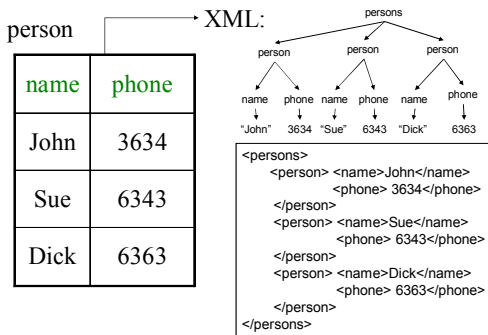 person
XML:
name phone
John 3634
Sue 6343
Dick 6363
persons
person person person
name phone name phone name phone
“John” 3634 “Sue” 6343 “Dick” 6363
<persons>
<person> <name>John</name>
<phone> 3634</phone>
</person>
<person> <name>Sue</name>
<phone> 6343</phone>
</person>
<person> <name>Dick</name>
<phone> 6363</phone>
</person>
</persons>